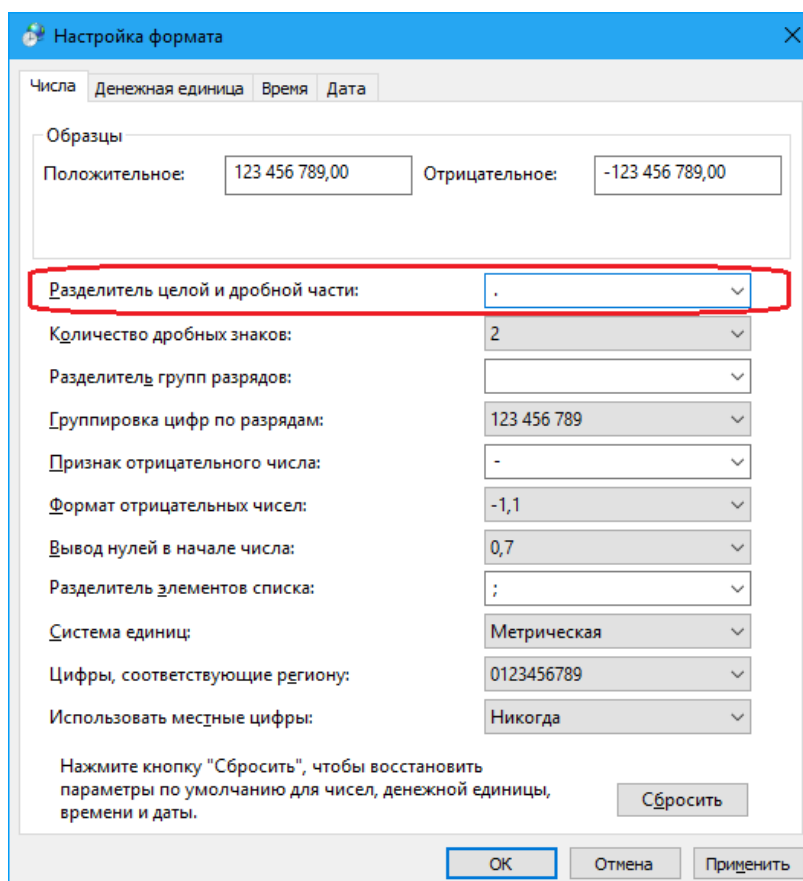 Настройка формата
Числа Денежная единица Время Дата
Образцы
Положительное: 123 456 789,00 Отрицательное: -123 456 789,00
Разделитель целой и дробной части: .
Количество дробных знаков: 2
Разделитель групп разрядов:
Группировка цифр по разрядам: 123 456 789
Признак отрицательного числа: -
Формат отрицательных чисел: -1,1
Вывод нулей в начале числа: 0,7
Разделитель элементов списка: ;
Система единиц: Метрическая
Цифры, соответствующие региону: 0123456789
Использовать местные цифры: Никогда
Нажмите кнопку "Сбросить", чтобы восстановить
параметры по умолчанию для чисел, денежной единицы,
времени и даты.
Сбросить
ОК Отмена Применить